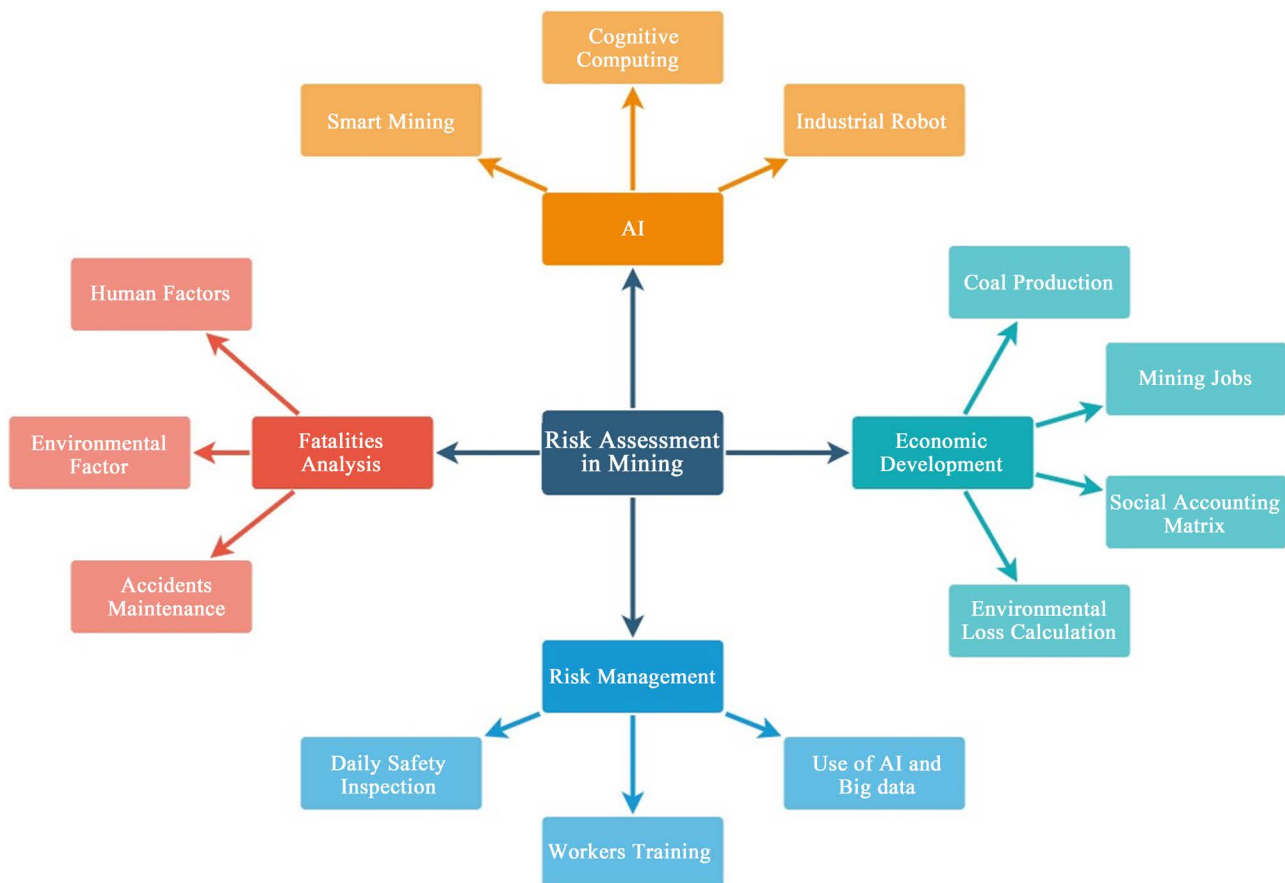 Cognitive
Computing
Smart Mining
Industrial Robot
AI
Coal Production
Human Factors
Mining Jobs
Environmental
Factor
Fatalities
Analysis
Risk Assessment
in Mining
Economic
Development
Social Accounting
Matrix
Accidents
Maintenance
Environmental
Loss Calculation
Risk Management
Daily Safety
Inspection
Use of AI and
Big data
Workers Training